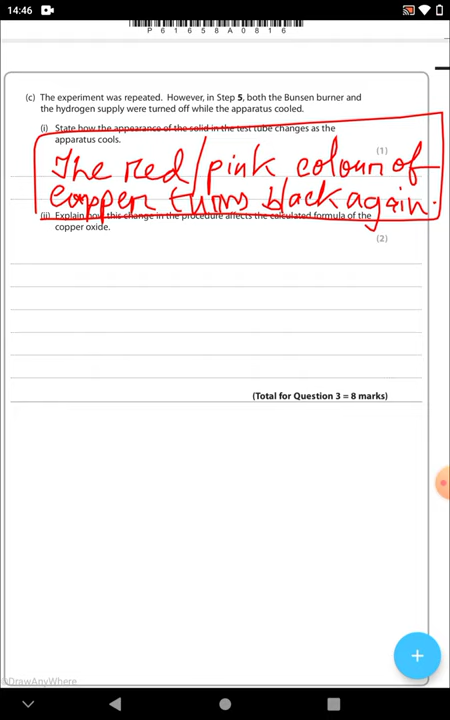 14:46
P 6 1 6 5 8 A 0 8 1 6
(c) The experiment was repeated. However, in Step 5, both the Bunsen burner and
the hydrogen supply were turned off while the apparatus cooled.
(i) State how the appearance of the solid in the test tube changes as the
apparatus cools.
(1)
The red/pink colour of
copper turns black again.
(ii) Explain how this change in the procedure affects the calculated formula of the
copper oxide.
(2)
(Total for Question 3 = 8 marks)
©DrawAnyWhere